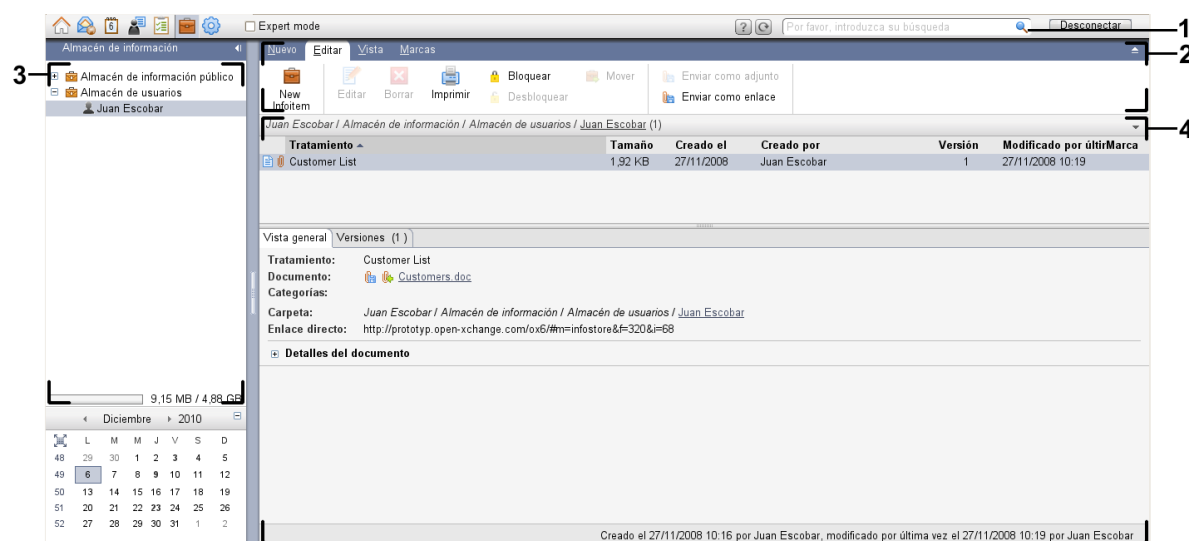 6
Expert mode
Por favor, introduzca su búsqueda
Desconectar
1
Almacén de información
Nuevo Editar Vista Marcas
2
3
Almacén de información público
Almacén de usuarios
Juan Escobar
New Infoitem
Editar
Borrar
Imprimir
Bloquear
Desbloquear
Mover
Enviar como adjunto
Enviar como enlace
Juan Escobar / Almacén de información / Almacén de usuarios / Juan Escobar (1)
4
Tratamiento Tamaño Creado el Creado por Versión Modificado por últirMarca
Customer List 1,92 KB 27/11/2008 Juan Escobar 1 27/11/2008 10:19
Vista general Versiones (1)
Tratamiento: Customer List
Documento: Customers.doc
Categorías:
Carpeta: Juan Escobar / Almacén de información / Almacén de usuarios / Juan Escobar
Enlace directo: http://prototyp.open-xchange.com/ox6/#m=infostore&f=320&i=68
Detalles del documento
9,15 MB / 4,88 GB
Diciembre 2010
L M M J V S D
48 29 30 1 2 3 4 5
49 6 7 8 9 10 11 12
50 13 14 15 16 17 18 19
51 20 21 22 23 24 25 26
52 27 28 29 30 31 1 2
Creado el 27/11/2008 10:16 por Juan Escobar, modificado por última vez el 27/11/2008 10:19 por Juan Escobar